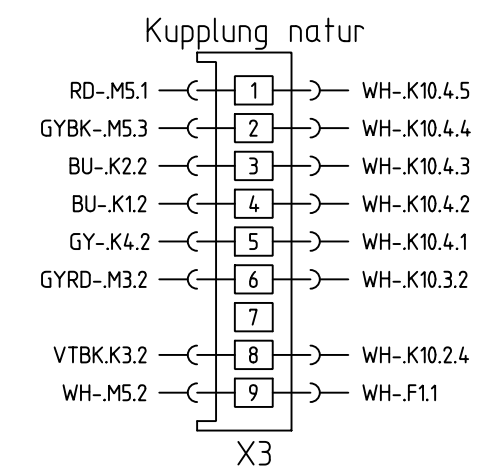 Kupplung natur
RD-.M5.1 1 WH-.K10.4.5
GYBK-.M5.3 2 WH-.K10.4.4
BU-.K2.2 3 WH-.K10.4.3
BU-.K1.2 4 WH-.K10.4.2
GY-.K4.2 5 WH-.K10.4.1
GYRD-.M3.2 6 WH-.K10.3.2
7
VTBK.K3.2 8 WH-.K10.2.4
WH-.M5.2 9 WH-.F1.1
X3